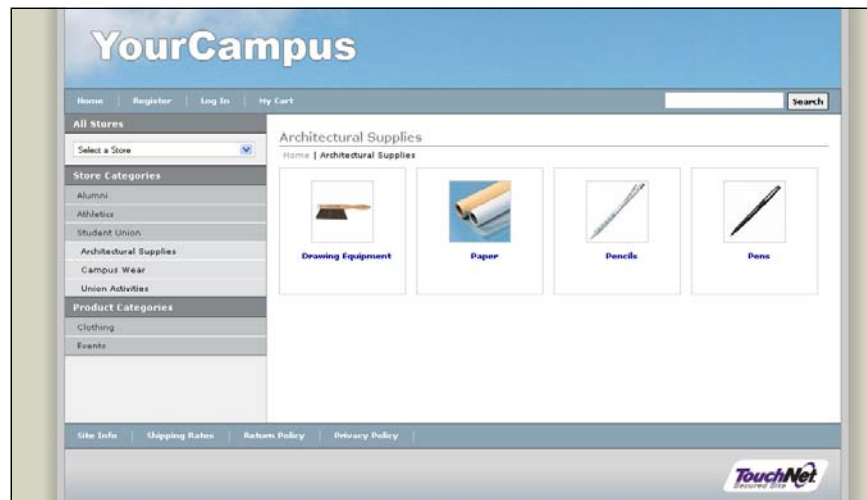 YourCampus
Home Register Log In My Cart Search
All Stores
Select a Store
Store Categories
Alumni
Athletics
Student Union
Architectural Supplies
Campus Wear
Union Activities
Product Categories
Clothing
Events
Architectural Supplies
Home | Architectural Supplies
Drawing Equipment
Paper
Pencils
Pens
Site Info Shipping Rates Return Policy Privacy Policy
TouchNet
Secured Site